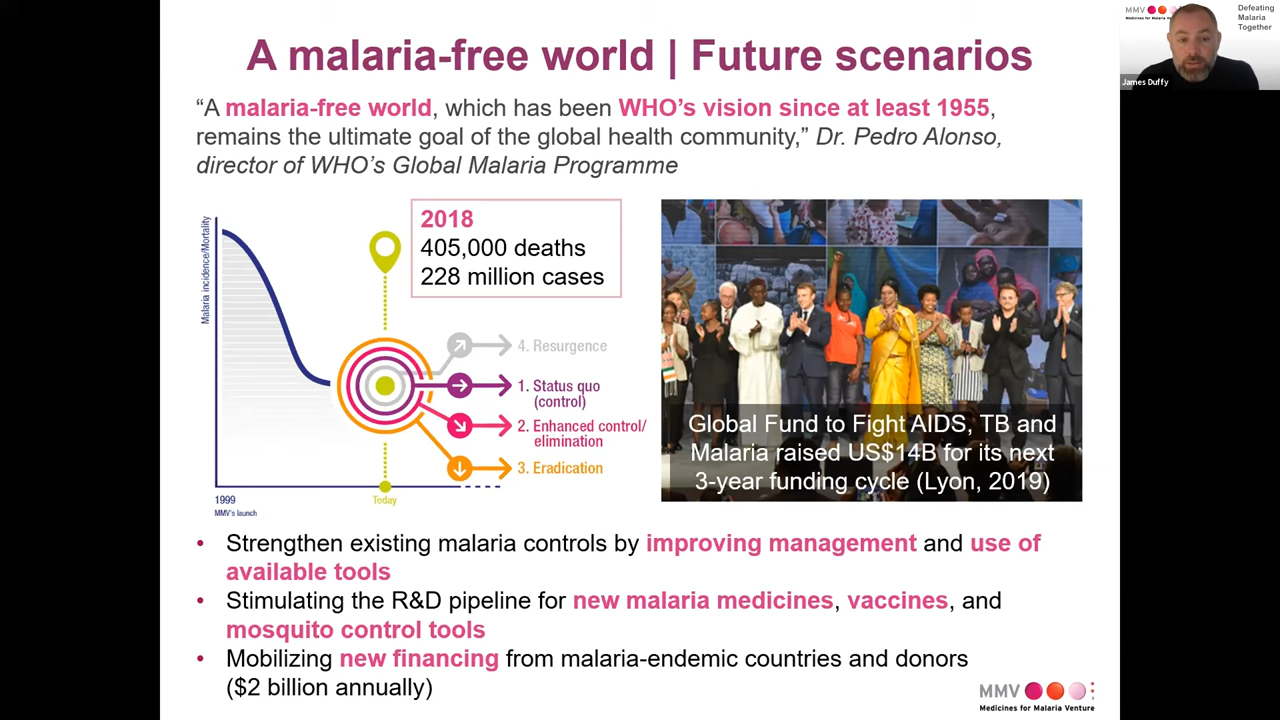 A malaria-free world | Future scenarios
“A malaria-free world, which has been WHO’s vision since at least 1955,
remains the ultimate goal of the global health community,” Dr. Pedro Alonso,
director of WHO’s Global Malaria Programme
Malaria incidence/Mortality
2018
405,000 deaths
228 million cases
4. Resurgence
1. Status quo
(control)
2. Enhanced control/
elimination
3. Eradication
1999
MMV's launch
Today
Global Fund to Fight AIDS, TB and
Malaria raised US$14B for its next
3-year funding cycle (Lyon, 2019)
• Strengthen existing malaria controls by improving management and use of
available tools
• Stimulating the R&D pipeline for new malaria medicines, vaccines, and
mosquito control tools
• Mobilizing new financing from malaria-endemic countries and donors
($2 billion annually)
MMV
Medicines for Malaria Venture
MMV
Medicines for Malaria
Defeating
Malaria
Together
James Duffy